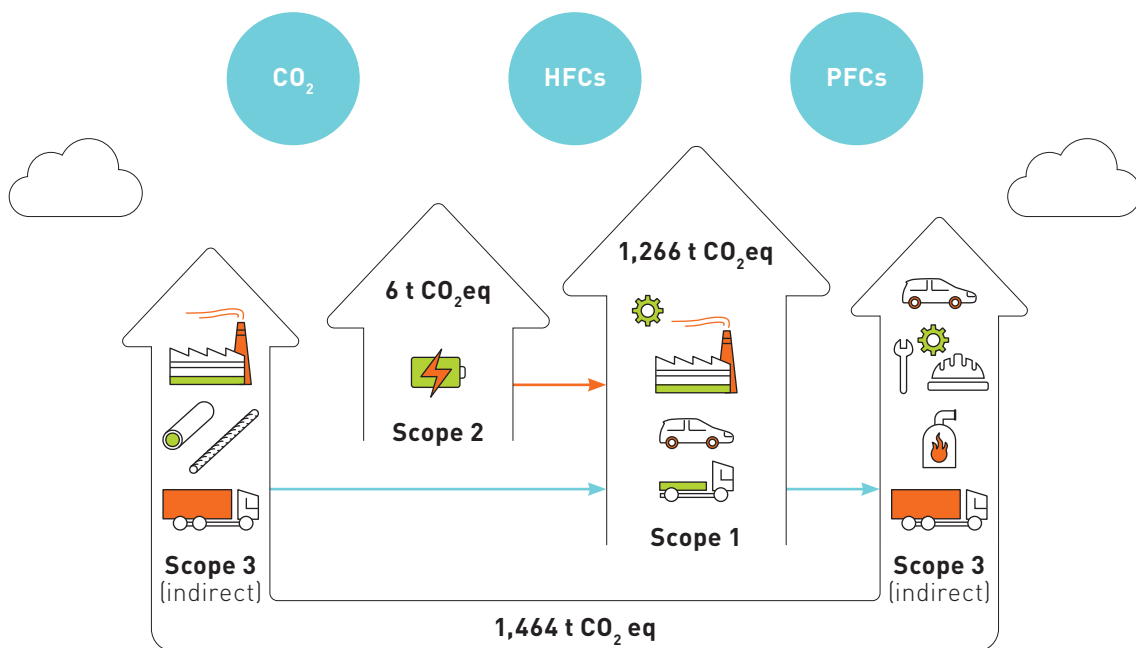 CO₂
HFCs
PFCs
1,266 t CO₂eq
6 t CO₂eq
Scope 2
Scope 1
Scope 3
(indirect)
Scope 3
(indirect)
1,464 t CO₂ eq